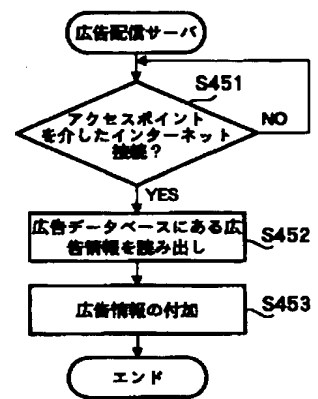 広告配信サーバ
S451
アクセスポイント
を介したインターネット
接続？
NO
YES
広告データベースにある広
告情報を読み出し
S452
広告情報の付加
S453
エンド